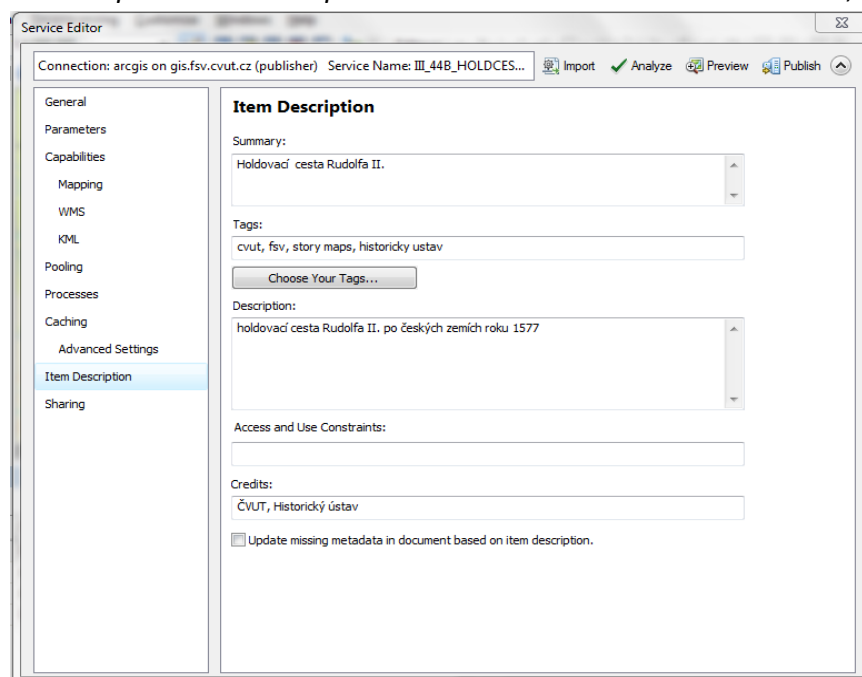 Service Editor
Connection: arcgis on gis.fsv.cvut.cz (publisher) Service Name: III_44B_HOLDCES... Import Analyze Preview Publish
General
Parameters
Capabilities
Mapping
WMS
KML
Pooling
Processes
Caching
Advanced Settings
Item Description
Sharing
Item Description
Summary:
Holdovací cesta Rudolfa II.
Tags:
cvut, fsv, story maps, historicky ustav
Choose Your Tags...
Description:
holdovací cesta Rudolfa II. po českých zemích roku 1577
Access and Use Constraints:
Credits:
ČVUT, Historický ústav
Update missing metadata in document based on item description.